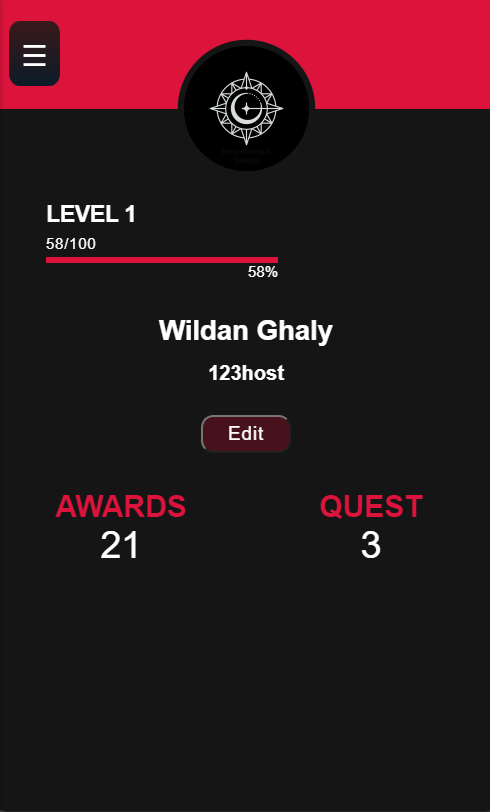 ☰
LEVEL 1
58/100
58%
Wildan Ghaly
123host
Edit
AWARDS QUEST
21 3